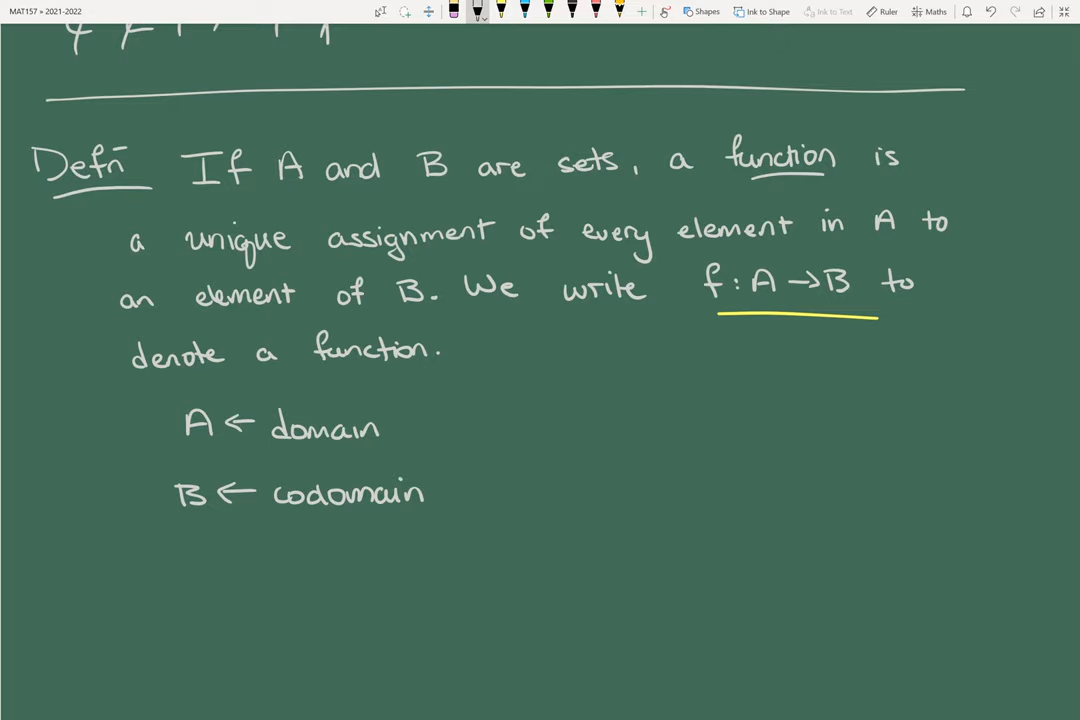 MAT157 » 2021-2022
Shapes
Ink to Shape
Ink to Text
Ruler
Maths
Defn̄ If A and B are sets, a function is
a unique assignment of every element in A to
an element of B. We write f : A → B to
denote a function.
A ← domain
B ← codomain